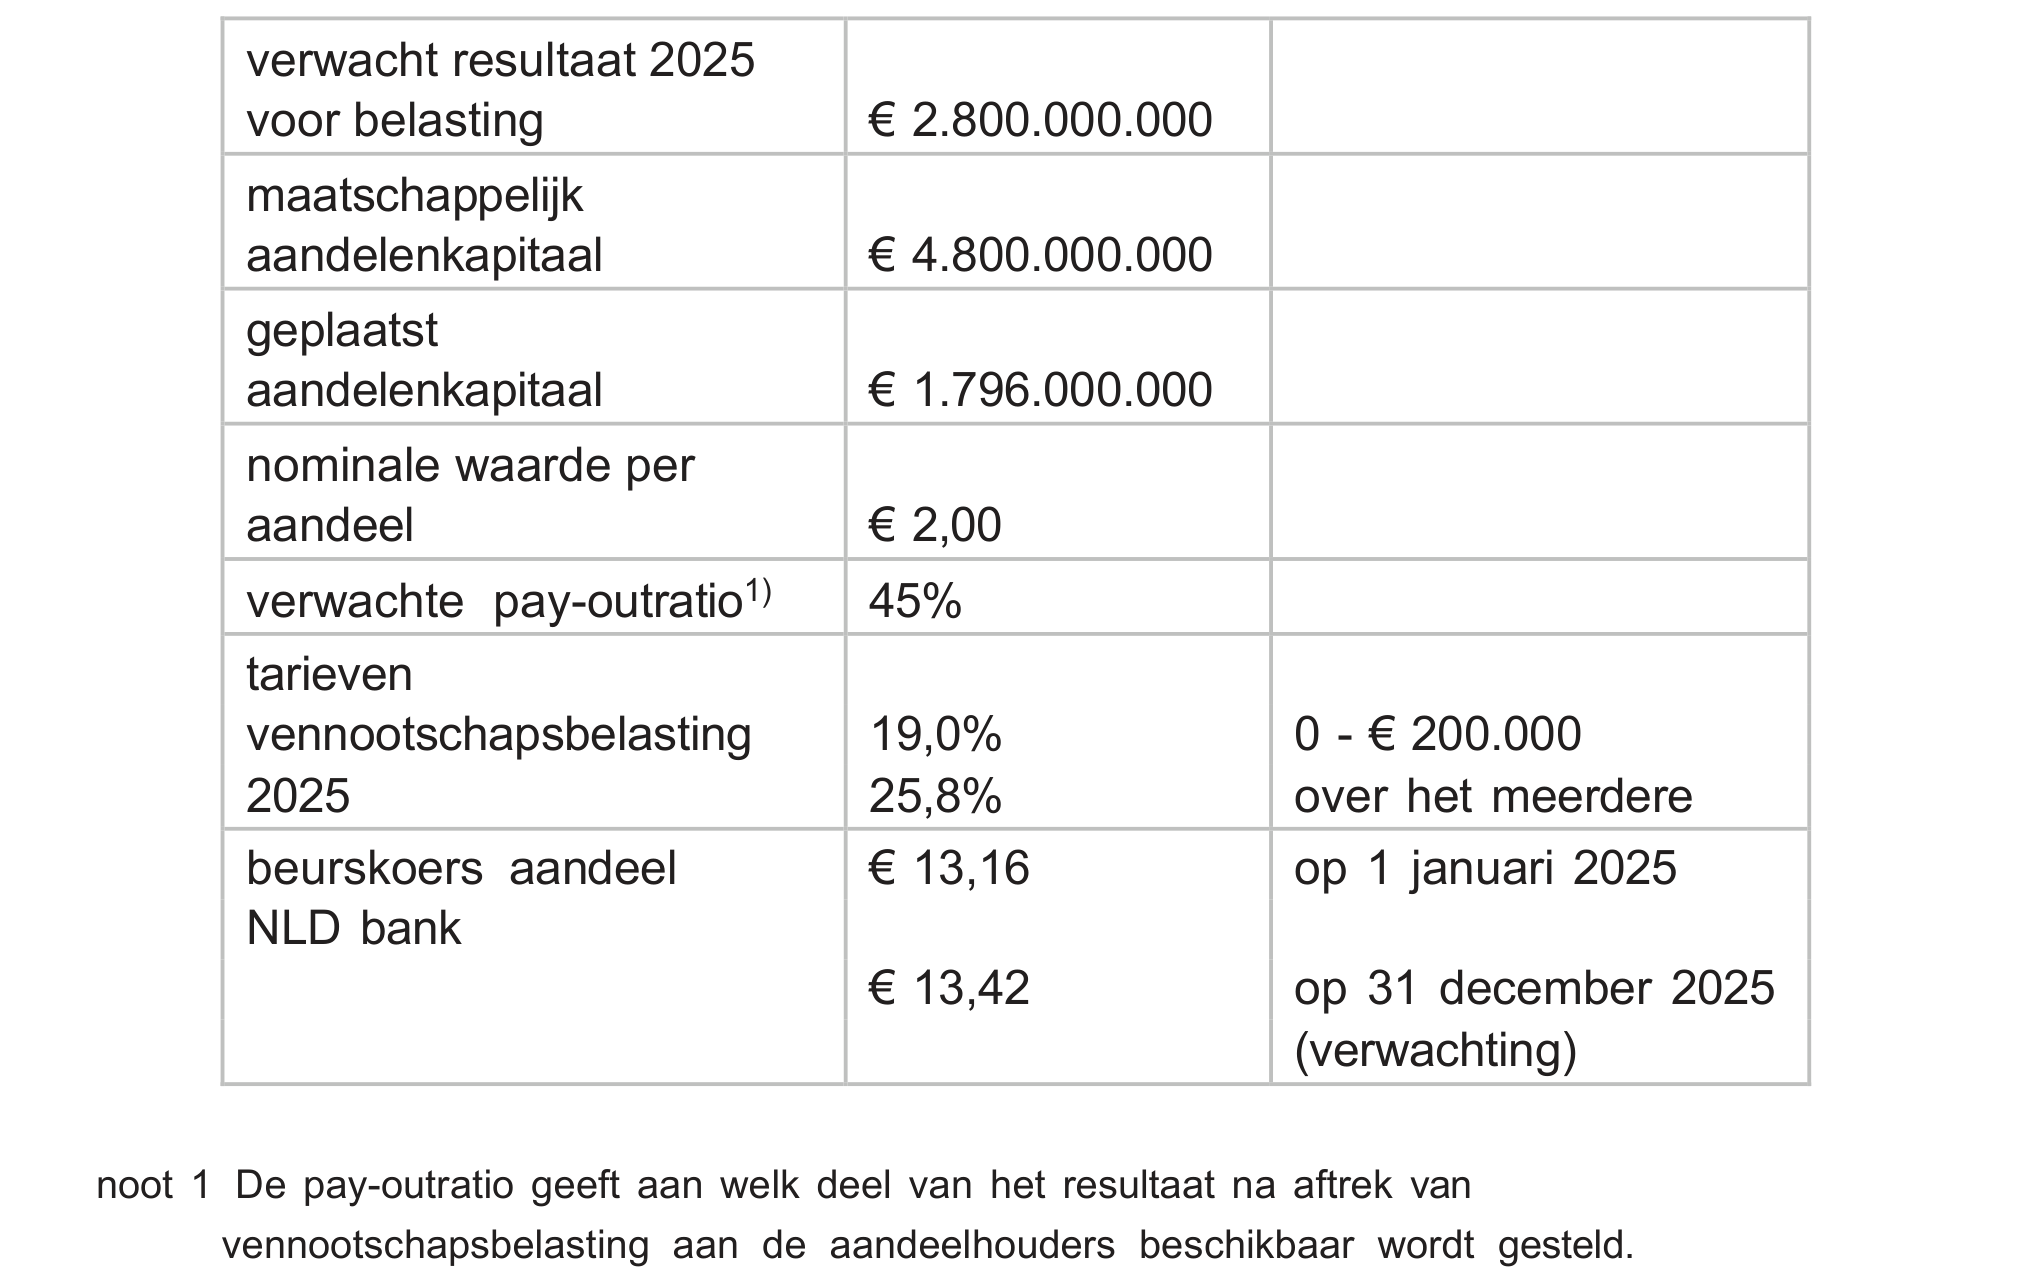 verwacht resultaat 2025
voor belasting € 2.800.000.000
maatschappelijk
aandelenkapitaal € 4.800.000.000
geplaatst
aandelenkapitaal € 1.796.000.000
nominale waarde per
aandeel € 2,00
verwachte pay-outratio1) 45%
tarieven
vennootschapsbelasting 19,0% 0 - € 200.000
2025 25,8% over het meerdere
beurskoers aandeel € 13,16 op 1 januari 2025
NLD bank
€ 13,42 op 31 december 2025
(verwachting)
noot 1 De pay-outratio geeft aan welk deel van het resultaat na aftrek van
vennootschapsbelasting aan de aandeelhouders beschikbaar wordt gesteld.